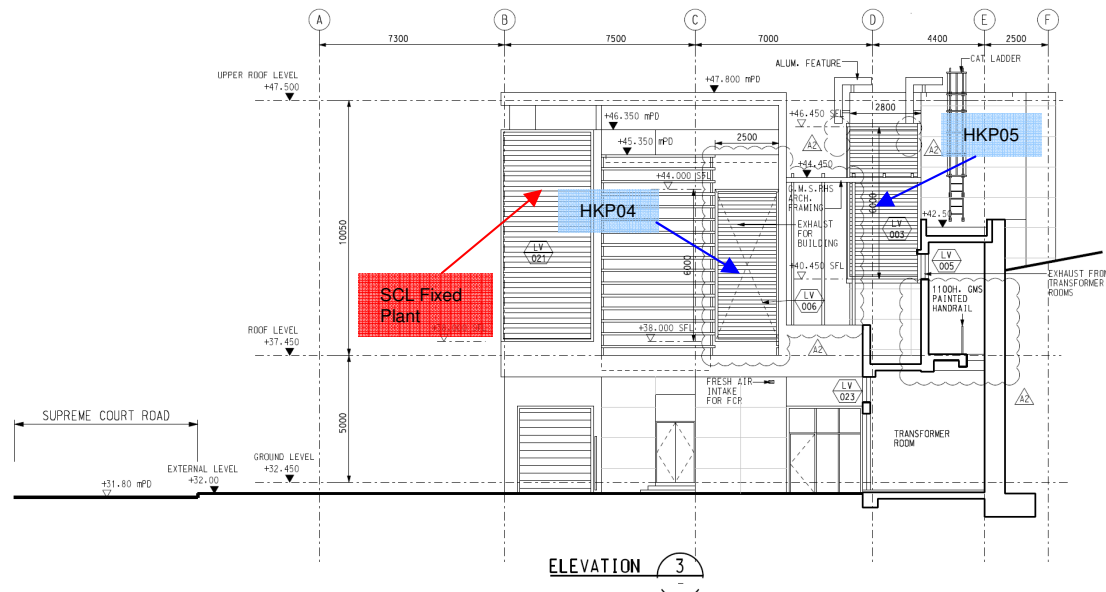 A
B
C
D
E
F
7300
7500
7000
4400
2500
UPPER ROOF LEVEL
+47.500
+47.800 mPD
ALUM. FEATURE
CAT LADDER
2800
+46.450 SFL
+46.350 mPD
+45.350 mPD
2500
A2
A2
HKP05
+44.450
+44.000 SFL
G.M.S.RHS
ARCH.
FRAMING
HKP04
6000
+42.50
EXHAUST
FOR
BUILDING
LV
003
LV
021
10050
6000
+40.450 SFL
LV
005
EXHAUST FROM
TRANSFORMER
ROOMS
LV
006
1100H. GMS
PAINTED
HANDRAIL
SCL Fixed
Plant
+38.000 SFL
ROOF LEVEL
+37.450
A2
FRESH AIR
INTAKE
FOR FCR
LV
023
A2
SUPREME COURT ROAD
5000
TRANSFORMER
ROOM
GROUND LEVEL
+32.450
EXTERNAL LEVEL
+32.00
+31.80 mPD
ELEVATION 3
-